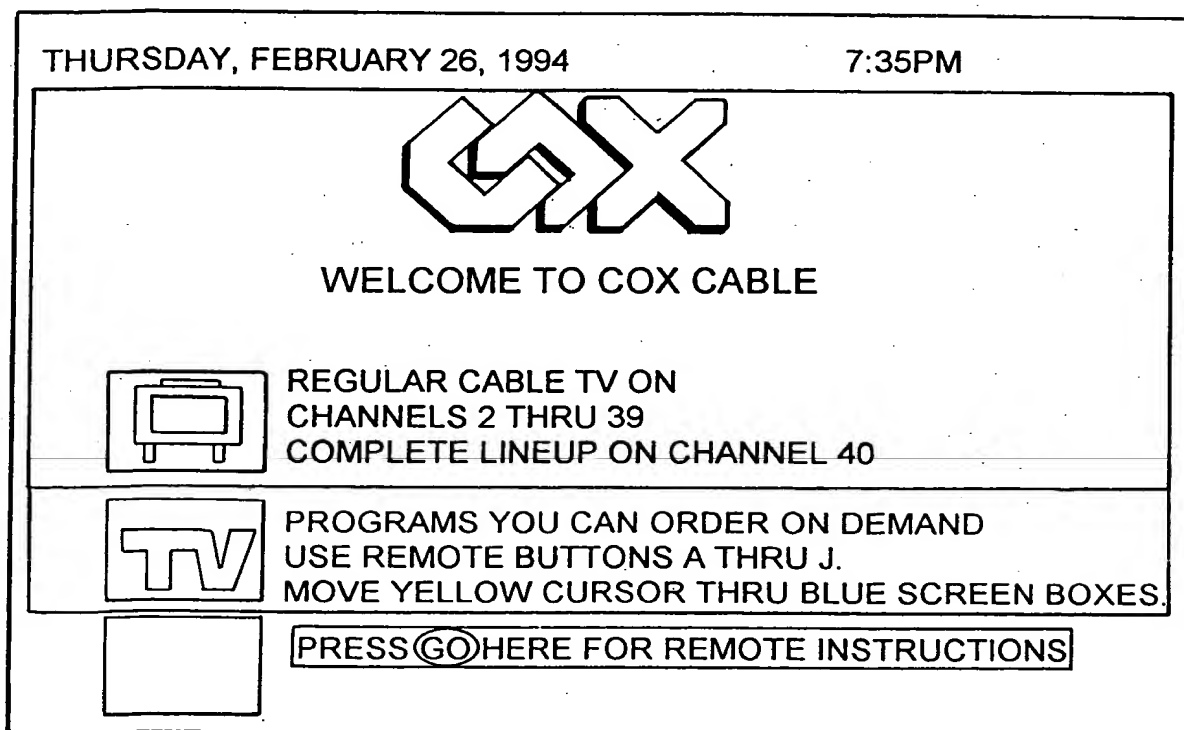 THURSDAY, FEBRUARY 26, 1994 7:35PM
COX
WELCOME TO COX CABLE
REGULAR CABLE TV ON
CHANNELS 2 THRU 39
COMPLETE LINEUP ON CHANNEL 40
TV
PROGRAMS YOU CAN ORDER ON DEMAND
USE REMOTE BUTTONS A THRU J.
MOVE YELLOW CURSOR THRU BLUE SCREEN BOXES.
PRESS GO HERE FOR REMOTE INSTRUCTIONS